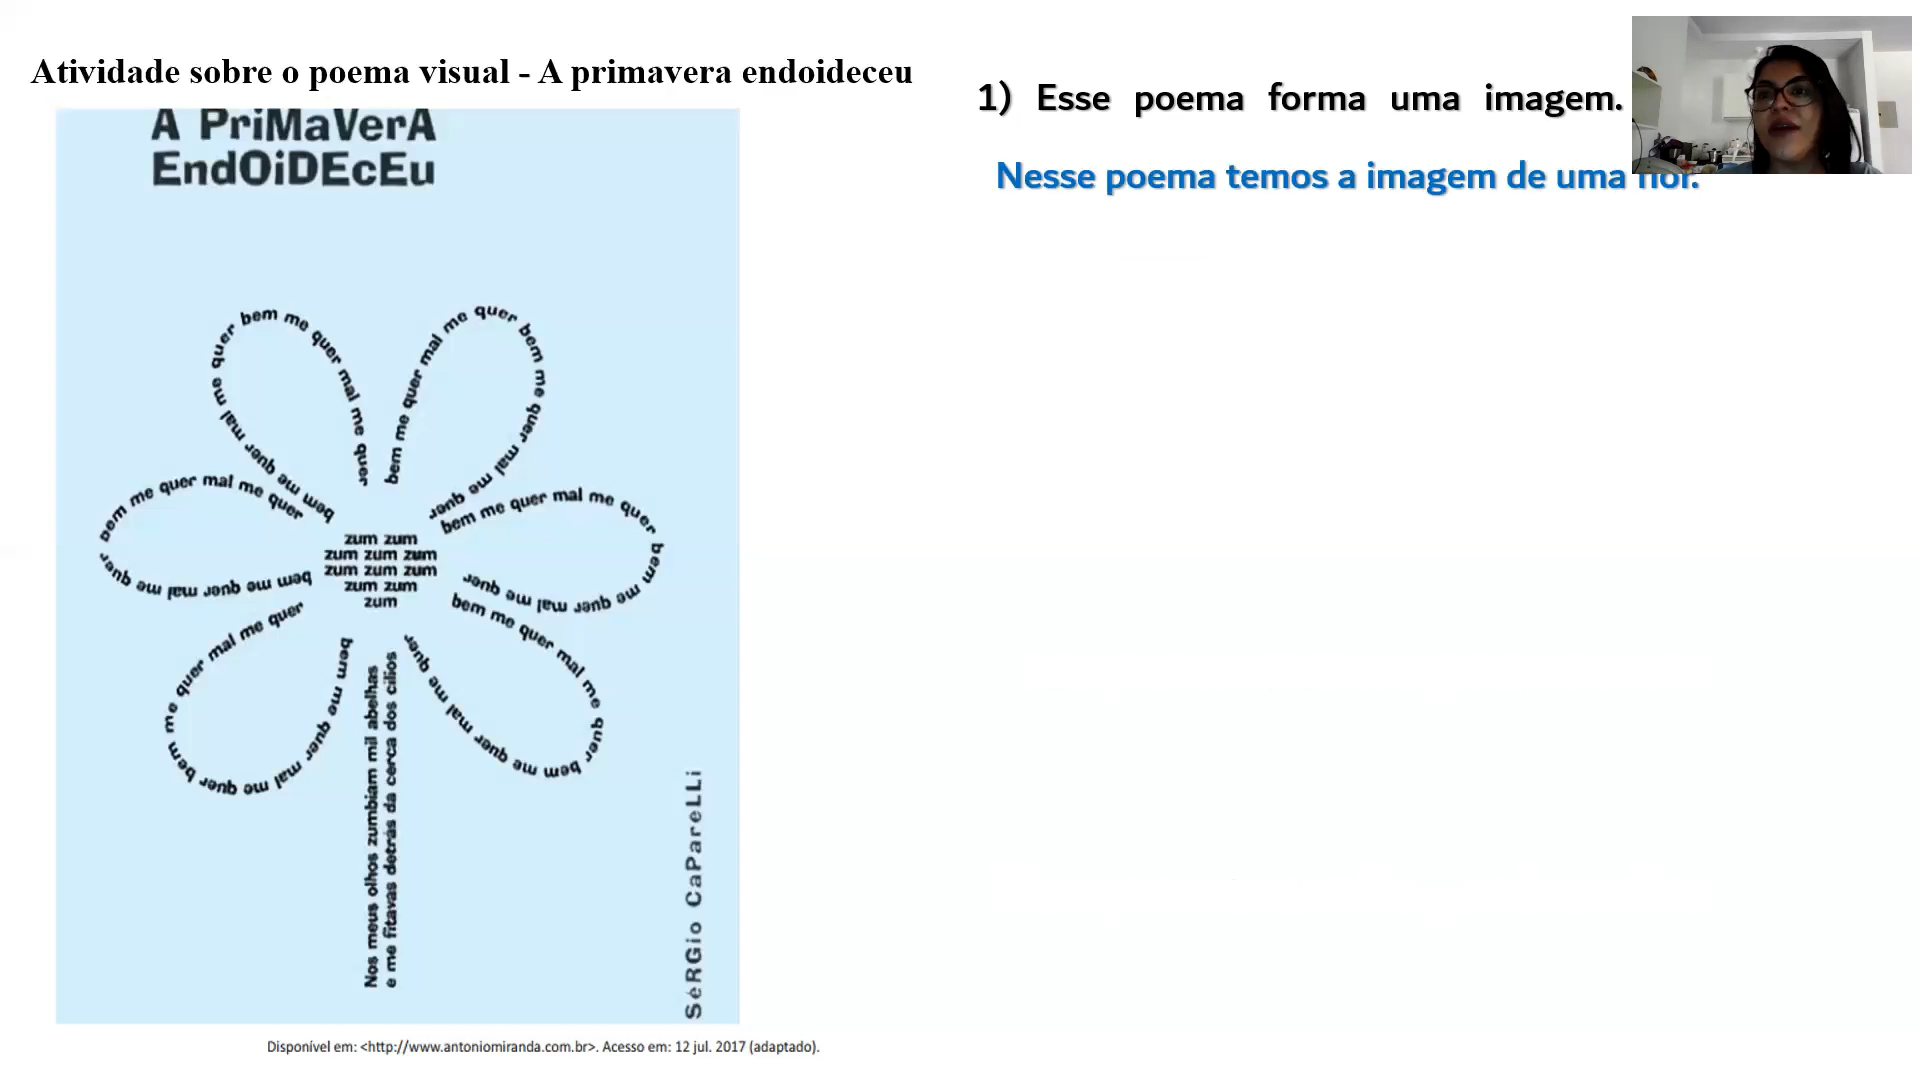 Atividade sobre o poema visual - A primavera endoideceu
A PriMaVerA
EndOiDEcEu
bem me quer mal me quer bem me quer mal me quer
bem me quer mal me quer bem me quer mal me quer
bem me quer mal me quer bem me quer mal me quer
bem me quer mal me quer bem me quer mal me quer
bem me quer mal me quer bem me quer mal me quer
bem me quer mal me quer bem me quer mal me quer
zum zum
zum zum zum
zum zum zum
zum zum
zum
Nos meus olhos zumbiam mil abelhas
e me fitavas detrás da cerca dos cílios
SéRGio CaPareLLi
Disponível em: <http://www.antoniomiranda.com.br>. Acesso em: 12 jul. 2017 (adaptado).
1) Esse poema forma uma imagem.
Nesse poema temos a imagem de uma flor.